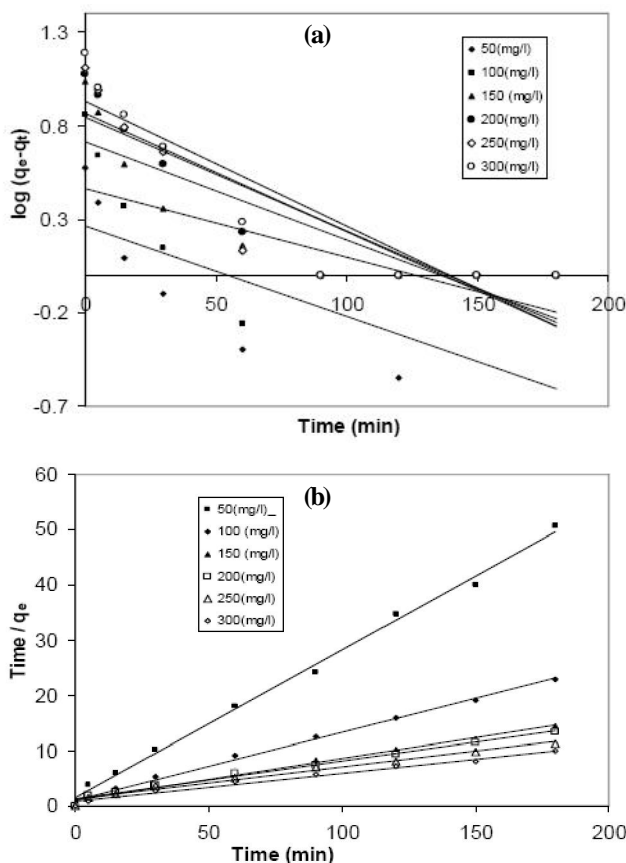 (a)
1.3
0.8
0.3
-0.2
-0.7
log (qe-qt)
50(mg/l)
100(mg/l)
150 (mg/l)
200(mg/l)
250(mg/l)
300(mg/l)
0
50
100
150
200
Time (min)
(b)
60
50
40
30
20
10
0
Time / qe
50(mg/l)_
100 (mg/l)
150 (mg/l)
200(mg/l)
250(mg/l)
300(mg/l)
0
50
100
150
200
Time (min)